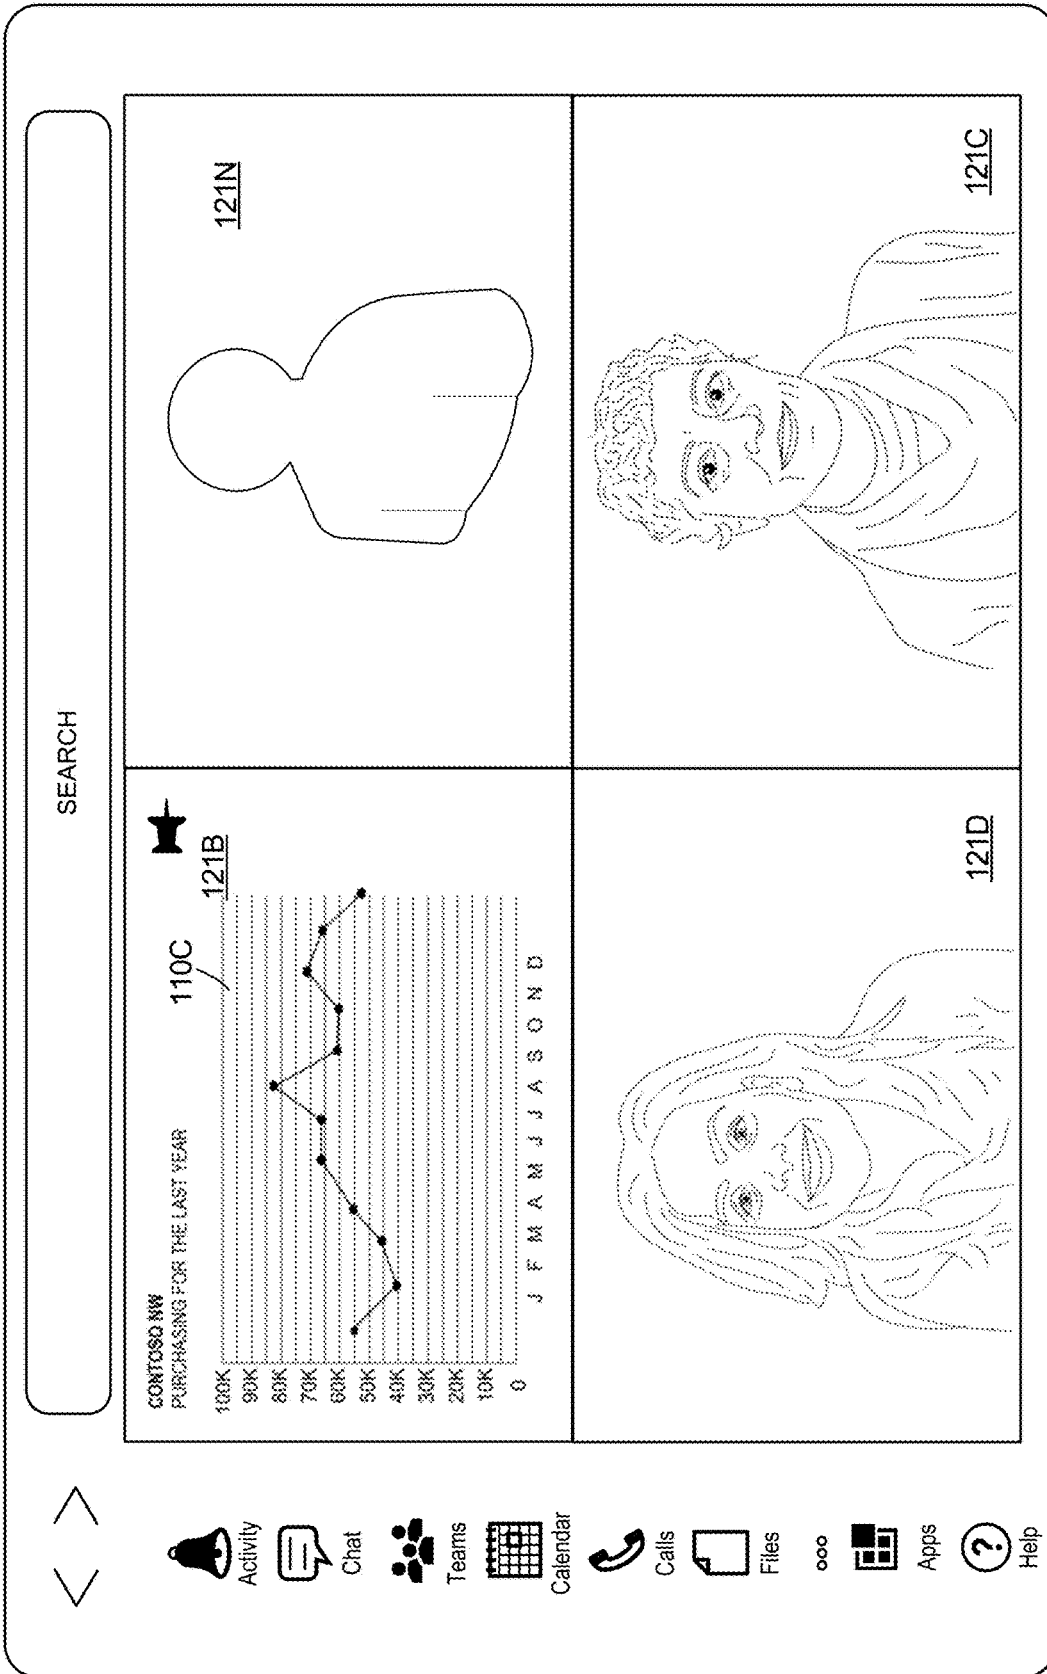 SEARCH
Activity
Chat
Teams
Calendar
Calls
Files
Apps
?
Help
CONTOSO NW
PURCHASING FOR THE LAST YEAR
110C
121B
100K
90K
80K
70K
60K
50K
40K
30K
20K
10K
0
J F M A M J J A S O N D
121N
121D
121C